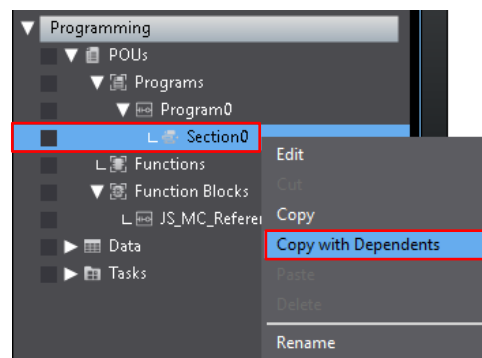 Programming
POUs
Programs
Program0
Section0
Functions
Function Blocks
JS_MC_Referen
Data
Tasks
Edit
Cut
Copy
Copy with Dependents
Paste
Delete
Rename